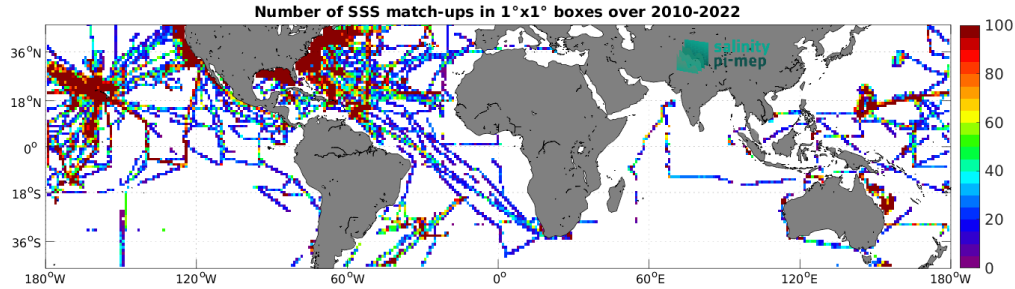 Number of SSS match-ups in 1°x1° boxes over 2010-2022
36°N
18°N
0°
18°S
36°S
180°W
120°W
60°W
0°
60°E
120°E
180°W
100
80
60
40
20
0
salinity
pi-mep